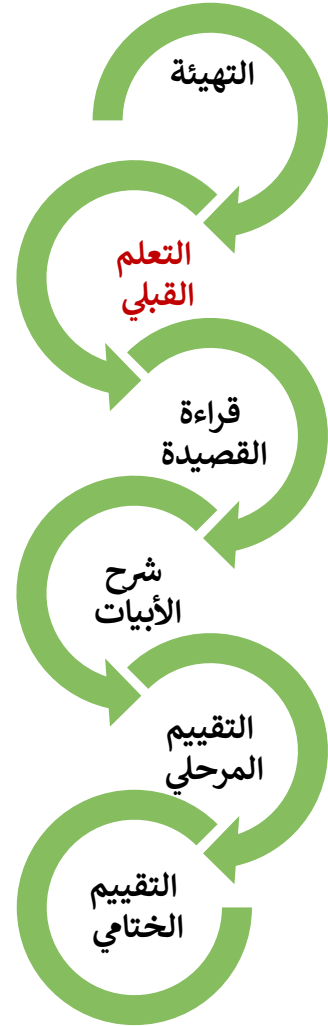 التهيئة
التعلم
القبلي
قراءة
القصيدة
شرح
الأبيات
التقييم
المرحلي
التقييم
الختامي